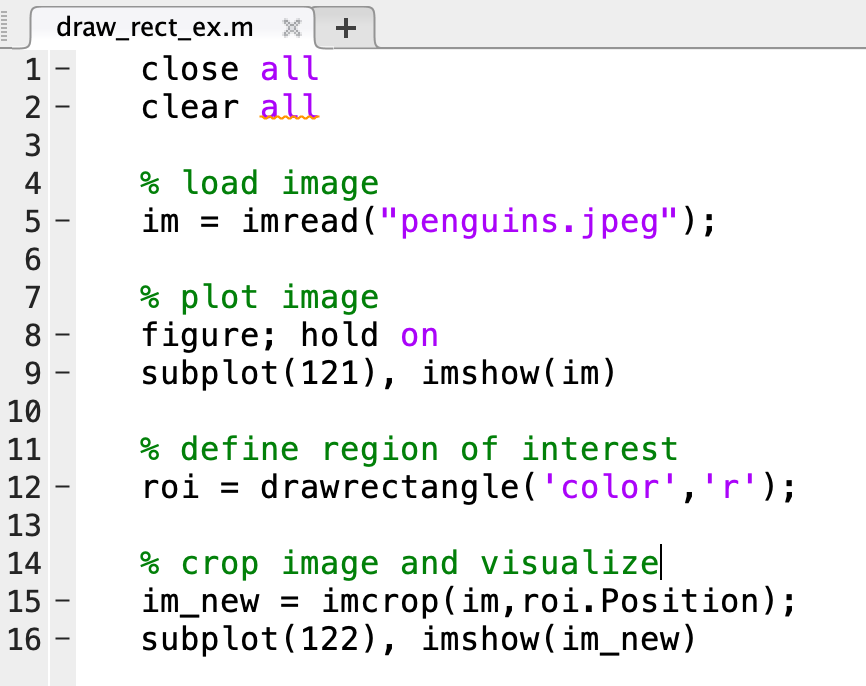 draw_rect_ex.m
1 – close all
2 – clear all
3
4 % load image
5 – im = imread("penguins.jpeg");
6
7 % plot image
8 – figure; hold on
9 – subplot(121), imshow(im)
10
11 % define region of interest
12 – roi = drawrectangle('color','r');
13
14 % crop image and visualize
15 – im_new = imcrop(im,roi.Position);
16 – subplot(122), imshow(im_new)